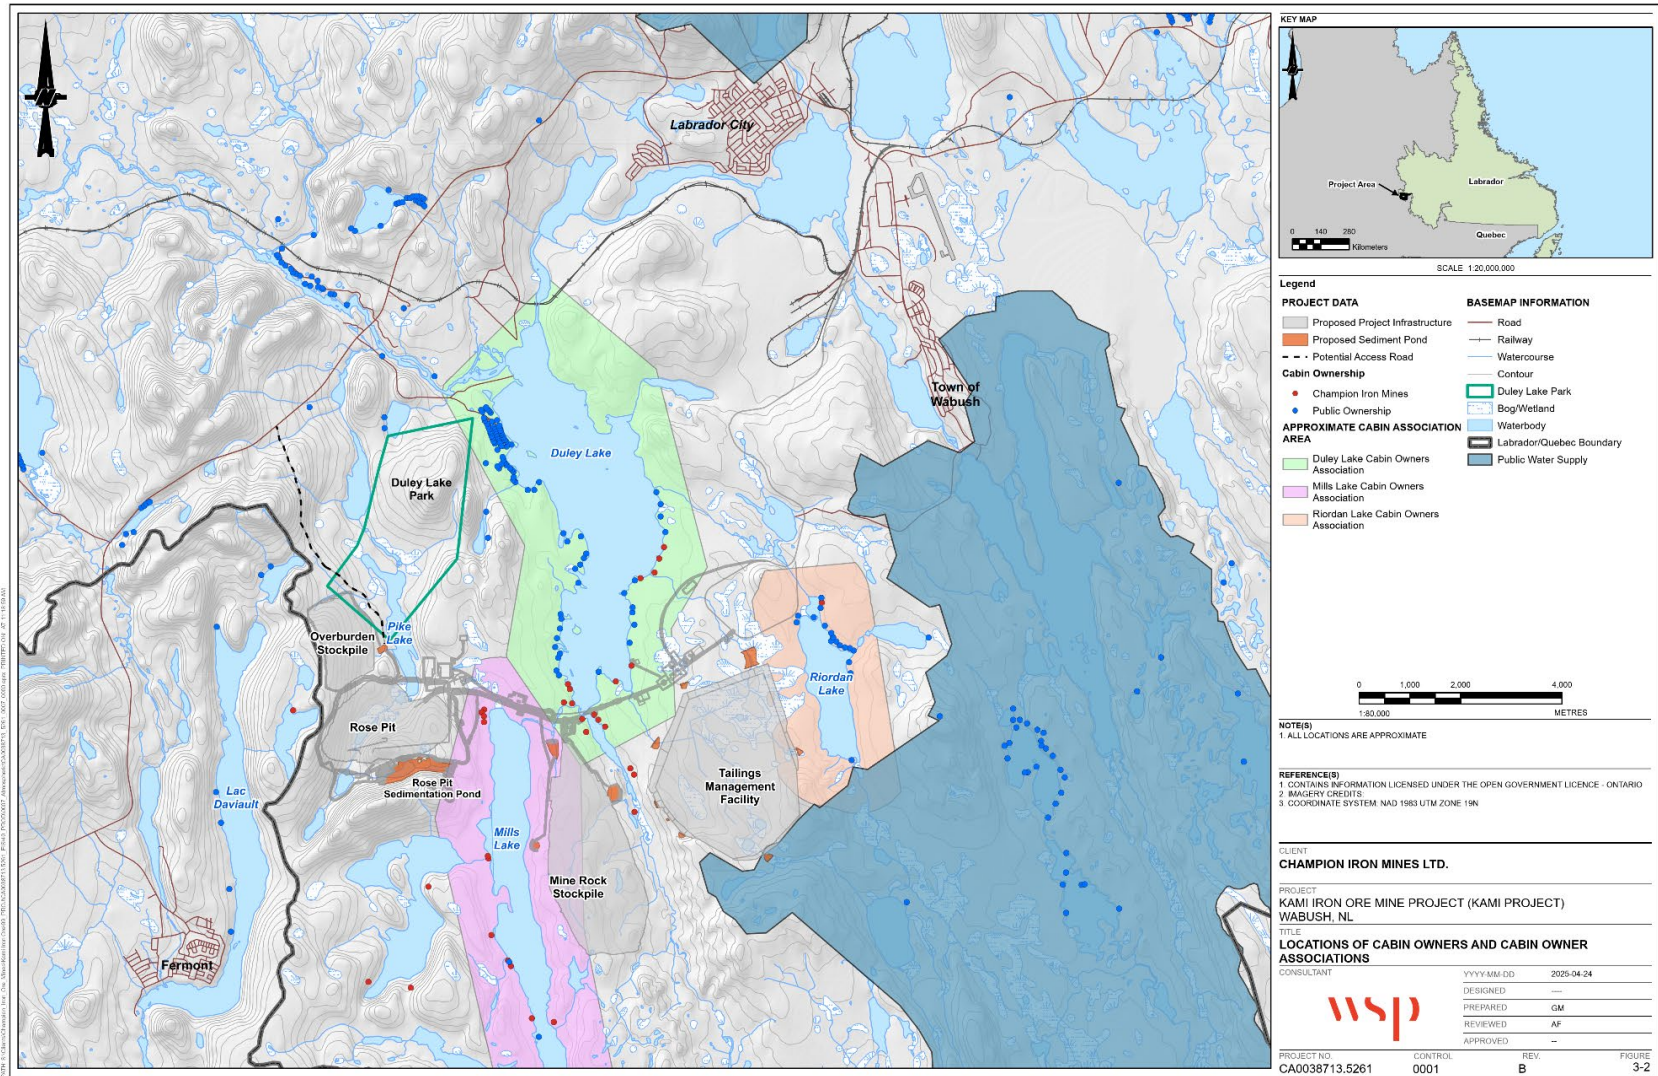 Labrador City
Town of
Wabush
Duley Lake
Duley Lake
Park
Pike
Lake
Overburden
Stockpile
Rose Pit
Rose Pit
Sedimentation Pond
Riordan
Lake
Tailings
Management
Facility
Lac
Daviault
Mills
Lake
Mine Rock
Stockpile
Fermont
KEY MAP
Project Area
Labrador
Quebec
0 140 280
Kilometers
SCALE 1:20,000,000
Legend
PROJECT DATA
Proposed Project Infrastructure
Proposed Sediment Pond
Potential Access Road
Cabin Ownership
Champion Iron Mines
Public Ownership
APPROXIMATE CABIN ASSOCIATION
AREA
Duley Lake Cabin Owners
Association
Mills Lake Cabin Owners
Association
Riordan Lake Cabin Owners
Association
BASEMAP INFORMATION
Road
Railway
Watercourse
Contour
Duley Lake Park
Bog/Wetland
Waterbody
Labrador/Quebec Boundary
Public Water Supply
0 1,000 2,000 4,000
1:80,000 METRES
NOTE(S)
1. ALL LOCATIONS ARE APPROXIMATE
REFERENCE(S)
1. CONTAINS INFORMATION LICENSED UNDER THE OPEN GOVERNMENT LICENCE - ONTARIO
2. IMAGERY CREDITS:
3. COORDINATE SYSTEM: NAD 1983 UTM ZONE 19N
CLIENT
CHAMPION IRON MINES LTD.
PROJECT
KAMI IRON ORE MINE PROJECT (KAMI PROJECT)
WABUSH, NL
TITLE
LOCATIONS OF CABIN OWNERS AND CABIN OWNER
ASSOCIATIONS
CONSULTANT
wsp
YYYY-MM-DD 2025-04-24
DESIGNED ---
PREPARED GM
REVIEWED AF
APPROVED --
PROJECT NO. CONTROL REV. FIGURE
CA0038713.5261 0001 B 3-2